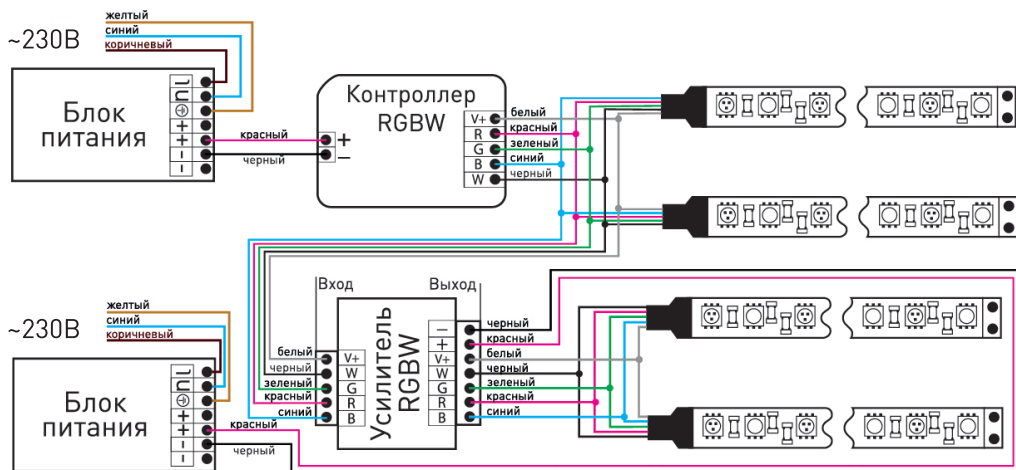 желтый
синий
коричневый
~230В
L
N
+
+
–
–
Блок
питания
красный
черный
Контроллер
RGBW
+
–
V+
R
G
B
W
белый
красный
зеленый
синий
черный
желтый
синий
коричневый
~230В
L
N
+
+
–
–
Блок
питания
красный
черный
Вход
Выход
белый
черный
зеленый
красный
синий
V+
W
G
R
B
Усилитель
RGBW
–
+
V+
W
G
R
B
черный
красный
белый
черный
зеленый
красный
синий